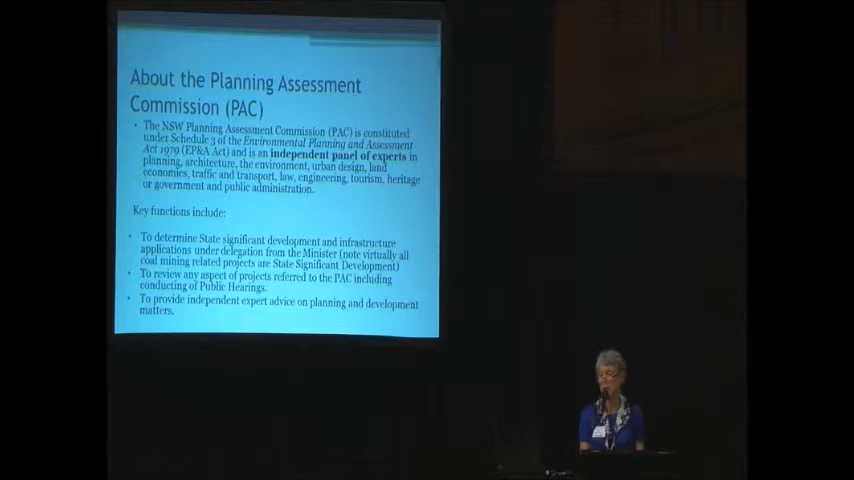 About the Planning Assessment
Commission (PAC)
• The NSW Planning Assessment Commission (PAC) is constituted
under Schedule 3 of the Environmental Planning and Assessment
Act 1979 (EP&A Act) and is an independent panel of experts in
planning, architecture, the environment, urban design, land
economics, traffic and transport, law, engineering, tourism, heritage
or government and public administration.
Key functions include:
• To determine State significant development and infrastructure
applications under delegation from the Minister (note virtually all
coal mining related projects are State Significant Development)
• To review any aspect of projects referred to the PAC including
conducting of Public Hearings.
• To provide independent expert advice on planning and development
matters.